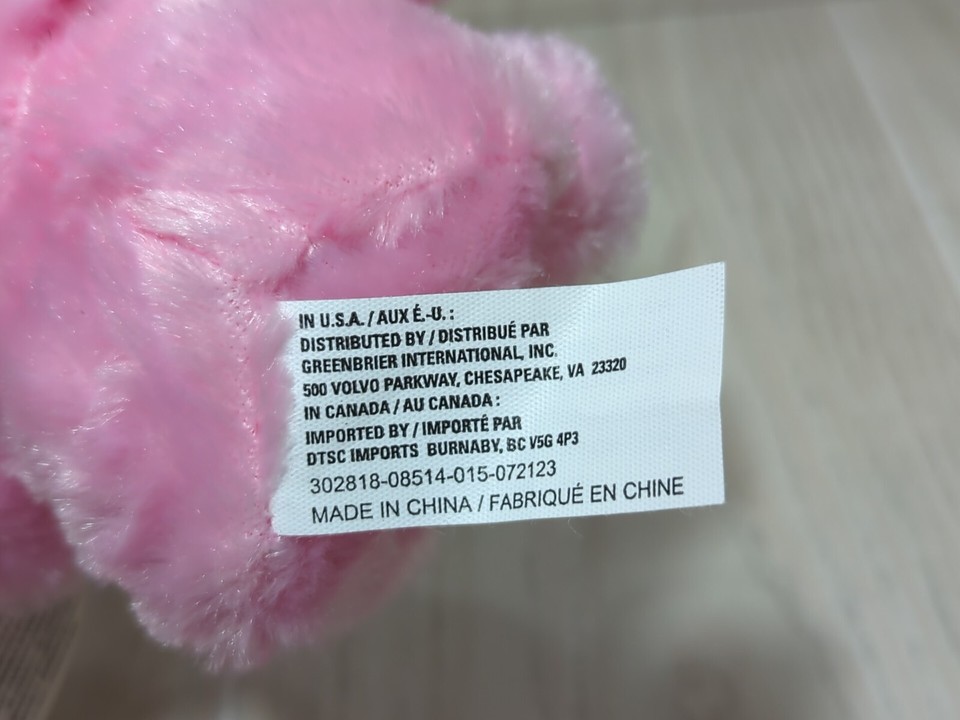 IN U.S.A. / AUX É.-U. :
DISTRIBUTED BY / DISTRIBUÉ PAR
GREENBRIER INTERNATIONAL, INC.
500 VOLVO PARKWAY, CHESAPEAKE, VA 23320
IN CANADA / AU CANADA :
IMPORTED BY / IMPORTÉ PAR
DTSC IMPORTS BURNABY, BC V5G 4P3
302818-08514-015-072123
MADE IN CHINA / FABRIQUÉ EN CHINE